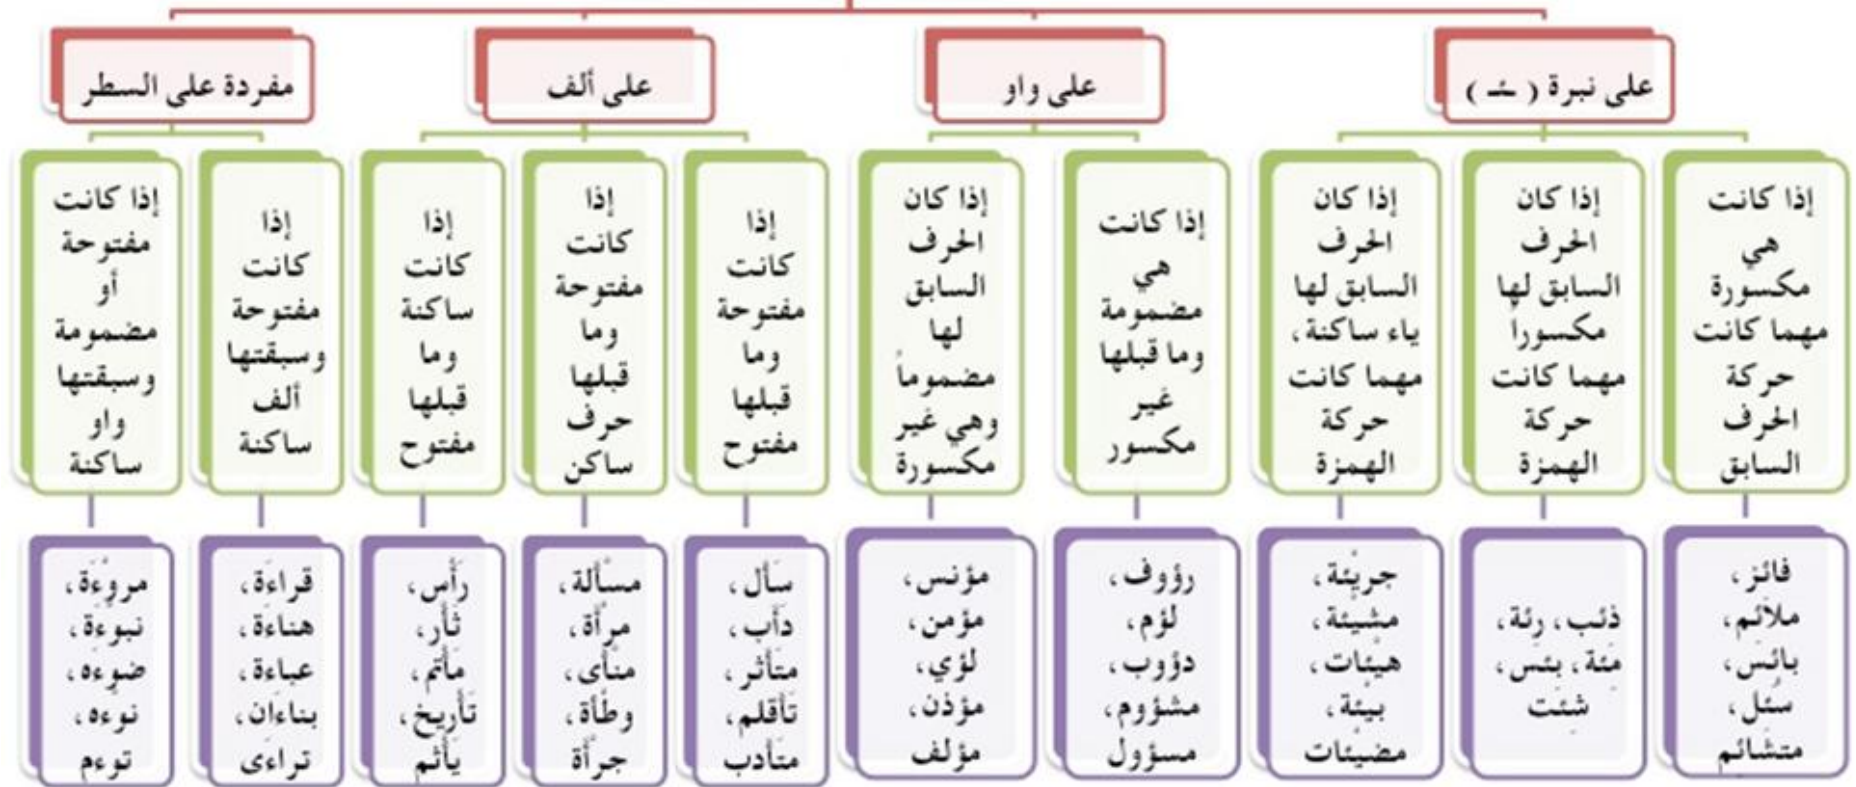 على نبرة ( ئـ )
على واو
على ألف
مفردة على السطر
إذا كانت
هي
مكسورة
مهما كانت
حركة
الحرف
السابق
إذا كان
الحرف
السابق لها
مكسوراً
مهما كانت
حركة
الهمزة
إذا كان
الحرف
السابق لها
ياء ساكنة،
مهما كانت
حركة
الهمزة
إذا كانت
هي
مضمومة
وما قبلها
غير
مكسور
إذا كان
الحرف
السابق
لها
مضموماً
وهي غير
مكسورة
إذا
كانت
مفتوحة
وما
قبلها
مفتوح
إذا
كانت
مفتوحة
وما
قبلها
حرف
ساكن
إذا
كانت
ساكنة
وما
قبلها
مفتوح
إذا
كانت
مفتوحة
وسبقتها
ألف
ساكنة
إذا كانت
مفتوحة
أو
مضمومة
وسبقتها
واو
ساكنة
فائز،
ملائم،
بائس،
سئل،
متشائم
ذئب، رئة،
مئة، بئس،
شئت
جريئة،
مشيئة،
هيئات،
بيئة،
مضيئات
رؤوف،
لؤم،
دؤوب،
مشؤوم،
مسؤول
مؤنس،
مؤمن،
لؤي،
مؤذن،
مؤلف
سأل،
دأب،
متأثر،
تأقلم،
متأدب
مسألة،
مرأة،
منأى،
وطأة،
جرأة
رأس،
ثأر،
مأتم،
تأريخ،
يأثم
قراءة،
هناءة،
عباءة،
بناءان،
تراءى
مروءة،
نبوءة،
ضوءه،
نوءه،
توءم